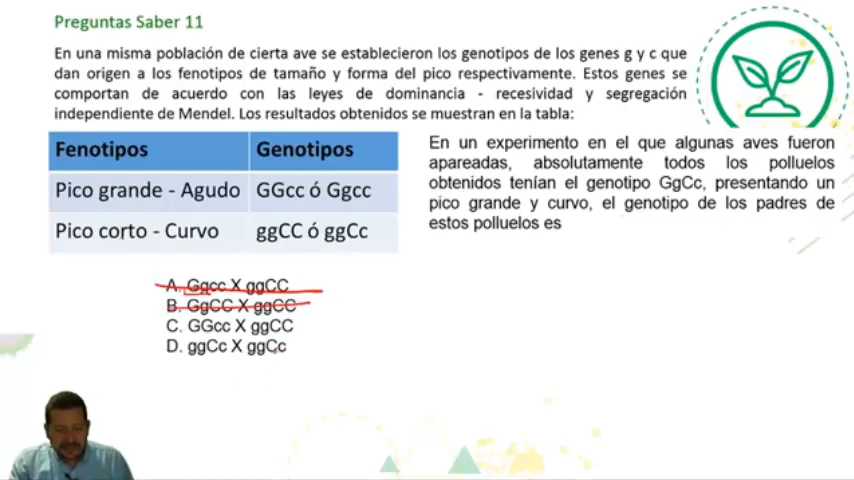 Preguntas Saber 11
En una misma población de cierta ave se establecieron los genotipos de los genes g y c que
dan origen a los fenotipos de tamaño y forma del pico respectivamente. Estos genes se
comportan de acuerdo con las leyes de dominancia - recesividad y segregación
independiente de Mendel. Los resultados obtenidos se muestran en la tabla:
Fenotipos Genotipos
Pico grande - Agudo GGcc ó Ggcc
Pico corto - Curvo ggCC ó ggCc
En un experimento en el que algunas aves fueron
apareadas, absolutamente todos los polluelos
obtenidos tenían el genotipo GgCc, presentando un
pico grande y curvo, el genotipo de los padres de
estos polluelos es
A. Ggcc X ggCC
B. GgCC X ggCC
C. GGcc X ggCC
D. ggCc X ggCc